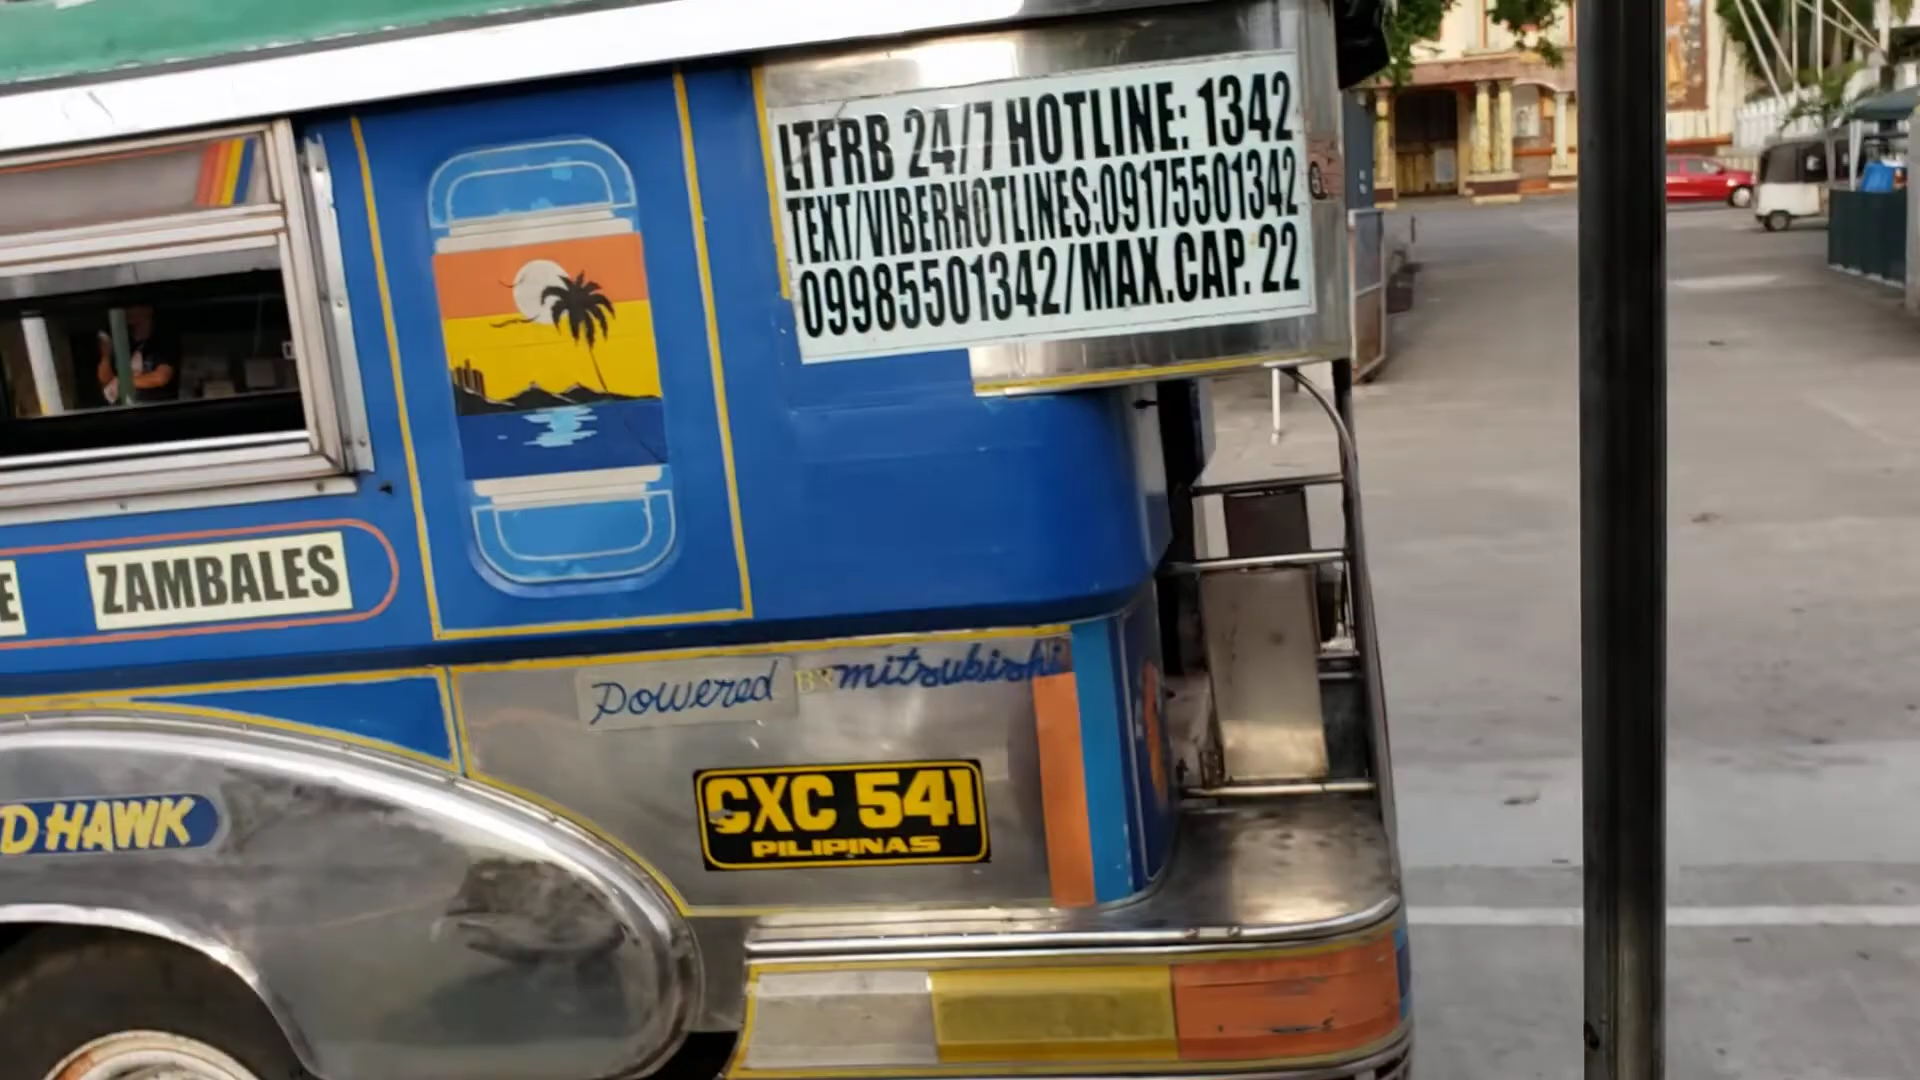 LTFRB 24/7 HOTLINE: 1342
TEXT/VIBERHOTLINES:09175501342
09985501342/MAX.CAP. 22
E ZAMBALES
Powered BY mitsubishi
CXC 541
PILIPINAS
D HAWK